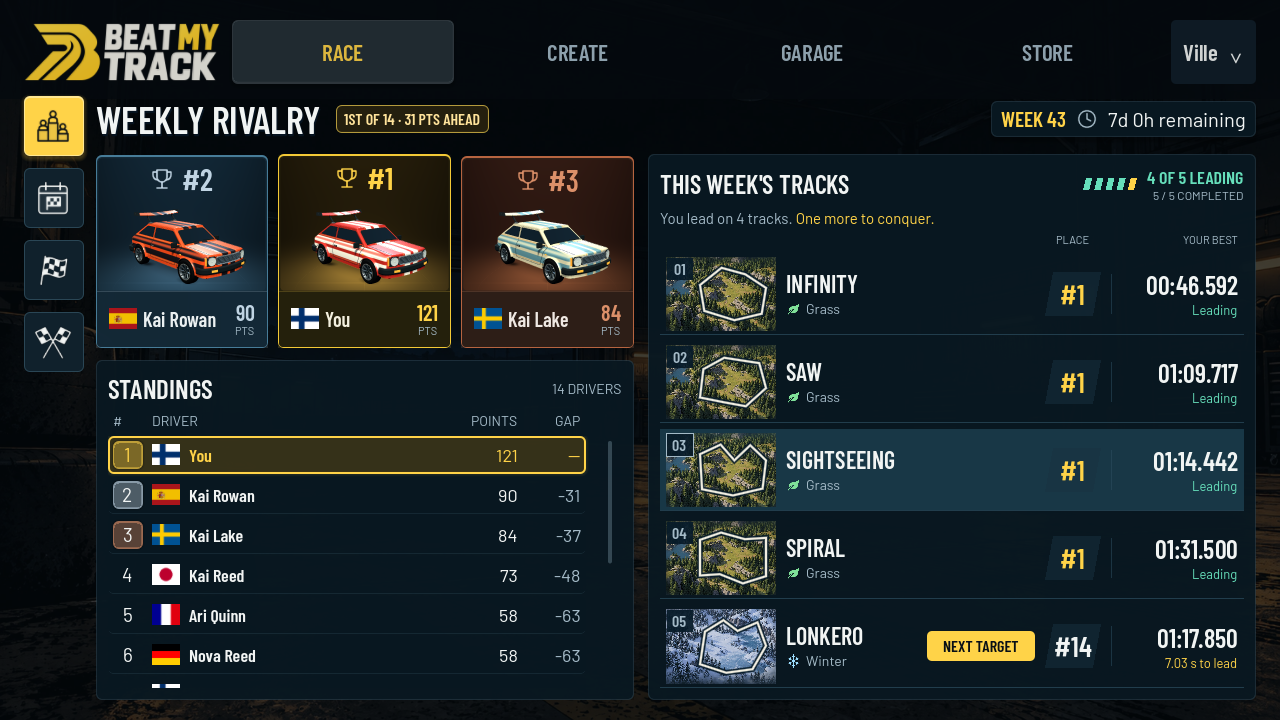 BEATMY TRACK
RACE
CREATE
GARAGE
STORE
Ville
WEEKLY RIVALRY
1ST OF 14 · 31 PTS AHEAD
WEEK 43
7d 0h remaining
#2
Kai Rowan
90
PTS
#1
You
121
PTS
#3
Kai Lake
84
PTS
STANDINGS
14 DRIVERS
# DRIVER POINTS GAP
1 You 121 —
2 Kai Rowan 90 -31
3 Kai Lake 84 -37
4 Kai Reed 73 -48
5 Ari Quinn 58 -63
6 Nova Reed 58 -63
THIS WEEK'S TRACKS
4 OF 5 LEADING
5 / 5 COMPLETED
You lead on 4 tracks. One more to conquer.
PLACE YOUR BEST
01 INFINITY #1 00:46.592
Grass Leading
02 SAW #1 01:09.717
Grass Leading
03 SIGHTSEEING #1 01:14.442
Grass Leading
04 SPIRAL #1 01:31.500
Grass Leading
05 LONKERO NEXT TARGET #14 01:17.850
Winter 7.03 s to lead